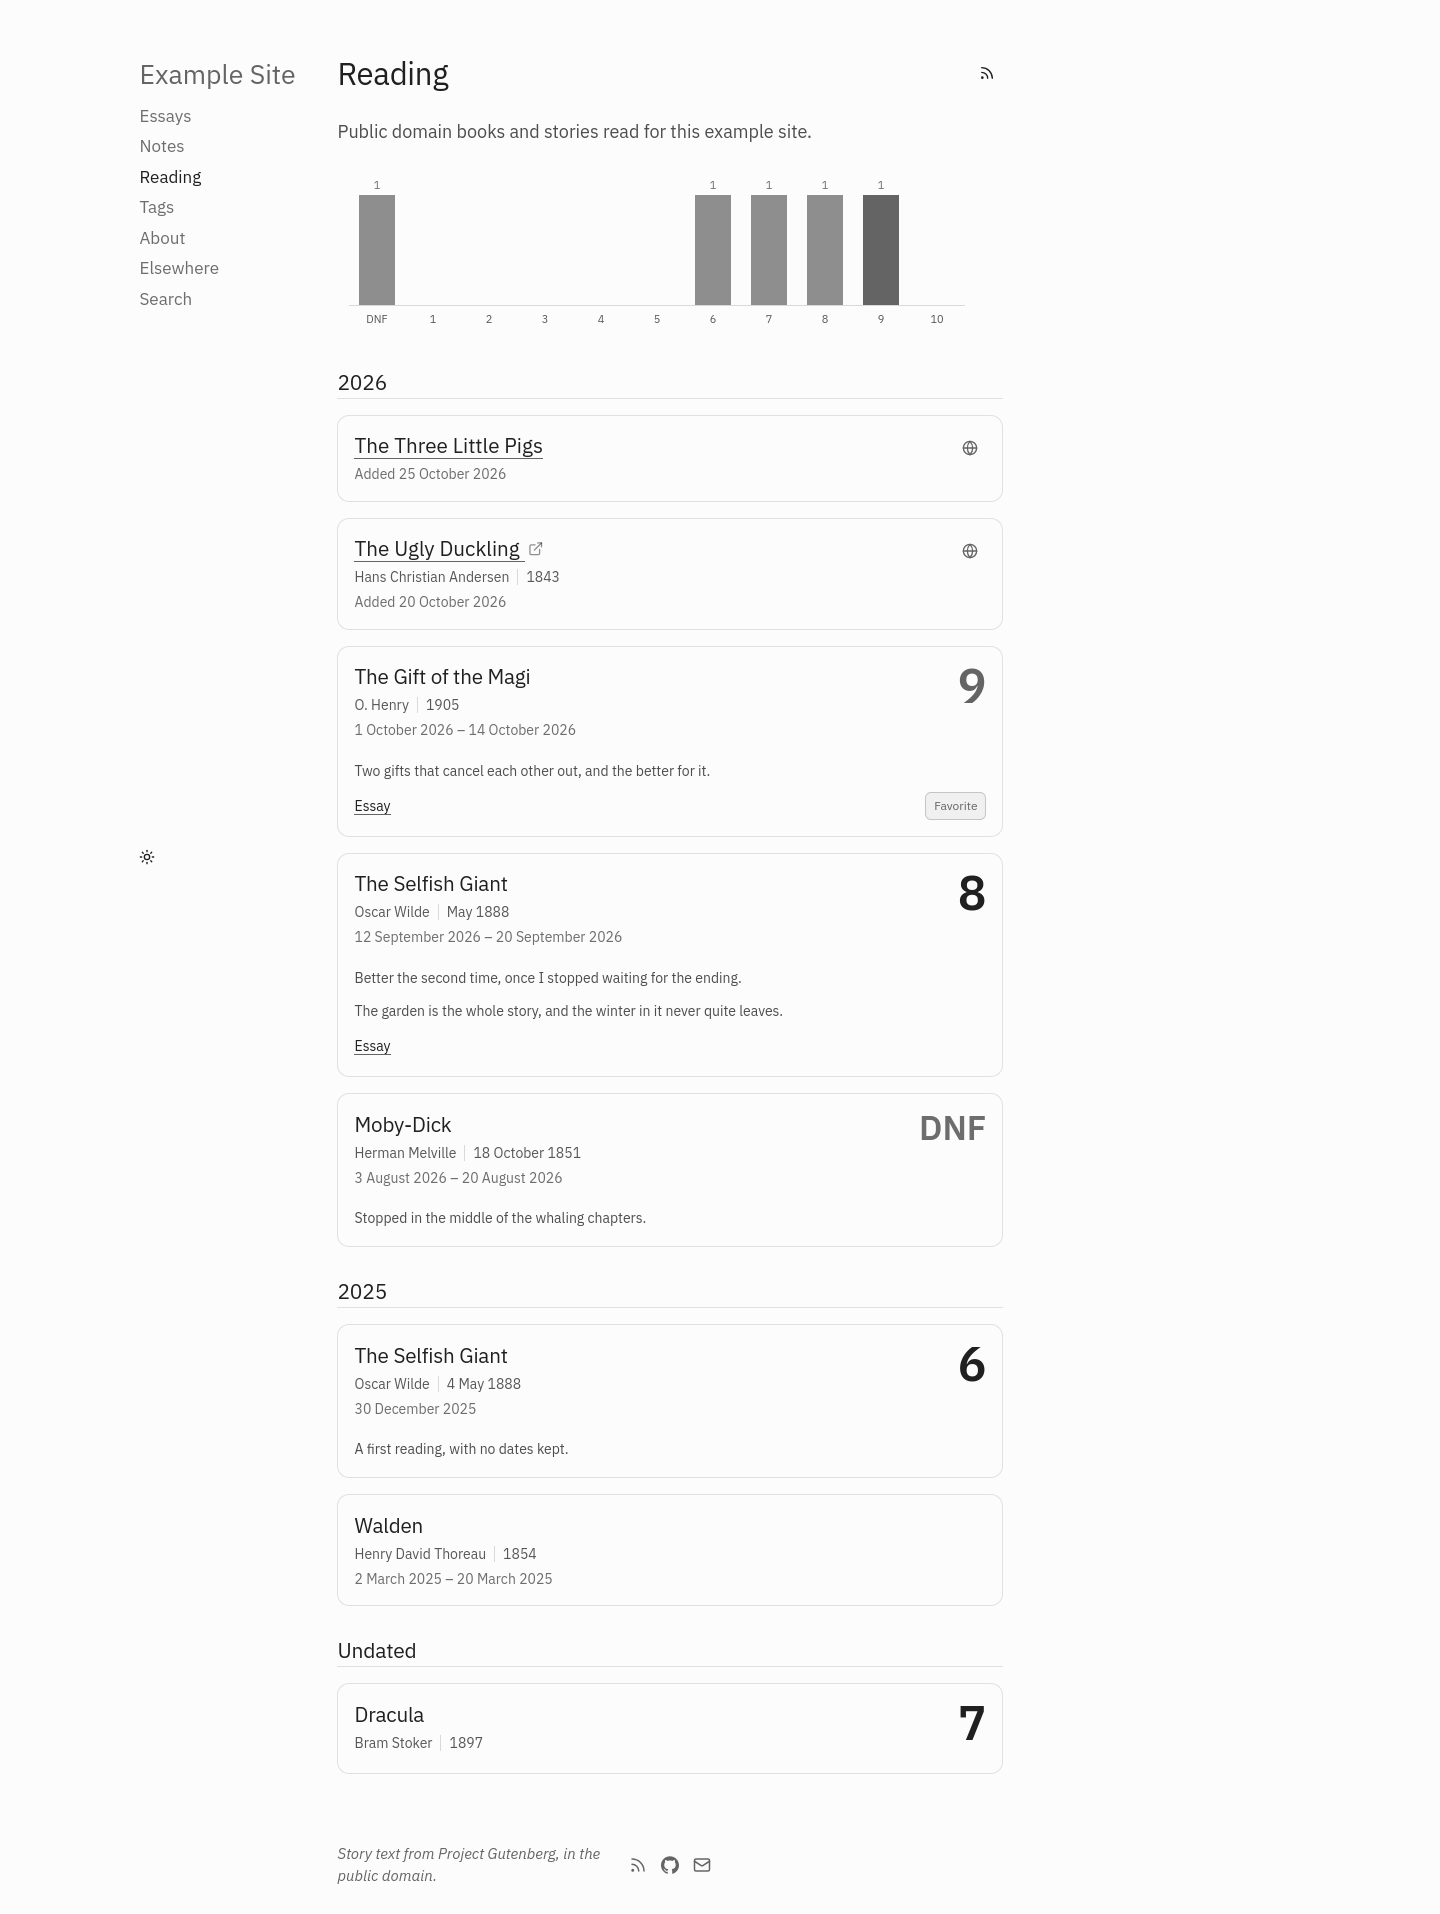 Example Site
Essays
Notes
Reading
Tags
About
Elsewhere
Search
Reading
Public domain books and stories read for this example site.
1 1 1 1 1
DNF 1 2 3 4 5 6 7 8 9 10
2026
The Three Little Pigs
Added 25 October 2026
The Ugly Duckling
Hans Christian Andersen 1843
Added 20 October 2026
The Gift of the Magi 9
O. Henry 1905
1 October 2026 – 14 October 2026
Two gifts that cancel each other out, and the better for it.
Essay Favorite
The Selfish Giant 8
Oscar Wilde May 1888
12 September 2026 – 20 September 2026
Better the second time, once I stopped waiting for the ending.
The garden is the whole story, and the winter in it never quite leaves.
Essay
Moby-Dick DNF
Herman Melville 18 October 1851
3 August 2026 – 20 August 2026
Stopped in the middle of the whaling chapters.
2025
The Selfish Giant 6
Oscar Wilde 4 May 1888
30 December 2025
A first reading, with no dates kept.
Walden
Henry David Thoreau 1854
2 March 2025 – 20 March 2025
Undated
Dracula 7
Bram Stoker 1897
Story text from Project Gutenberg, in the
public domain.